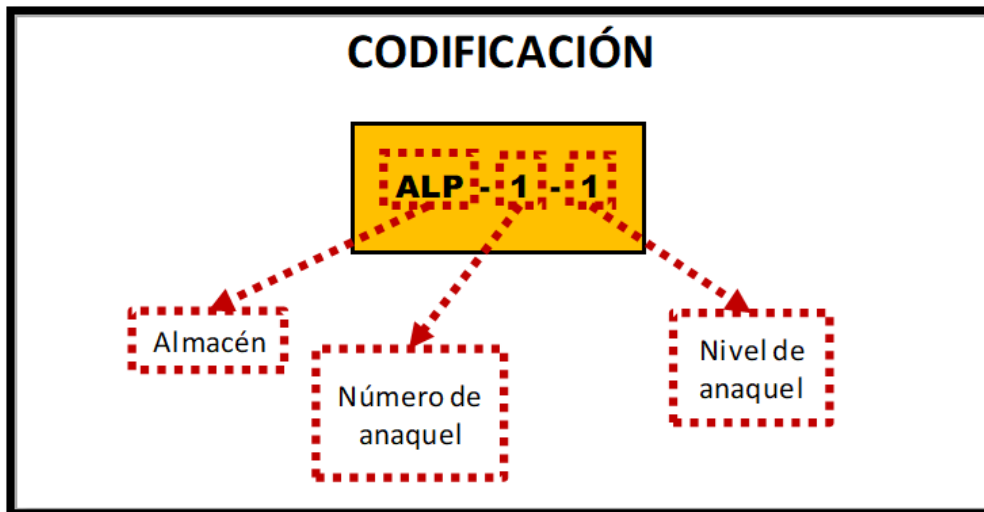 CODIFICACIÓN
ALP - 1 - 1
Almacén
Número de
anaquel
Nivel de
anaquel